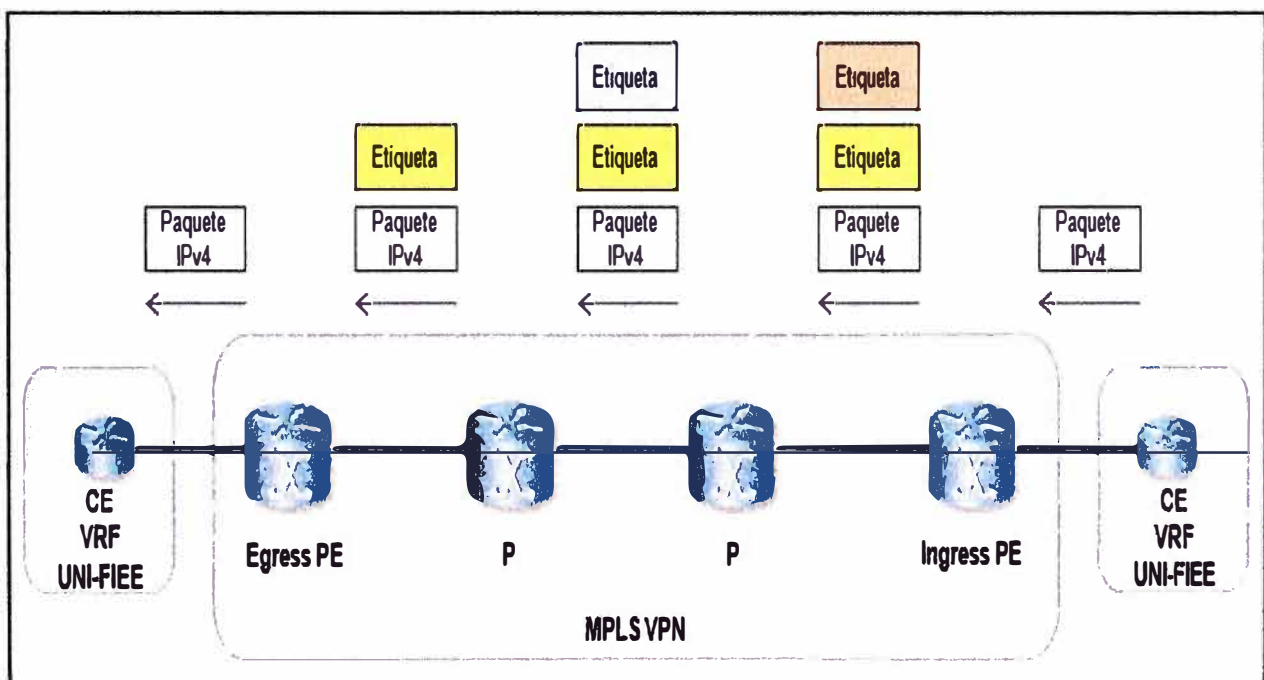 Etiqueta
Etiqueta
Etiqueta
Etiqueta
Etiqueta
Paquete
IPv4
Paquete
IPv4
Paquete
IPv4
Paquete
IPv4
Paquete
IPv4
CE
VRF
UNI-FIEE
Egress PE
P
P
Ingress PE
CE
VRF
UNI-FIEE
MPLS VPN